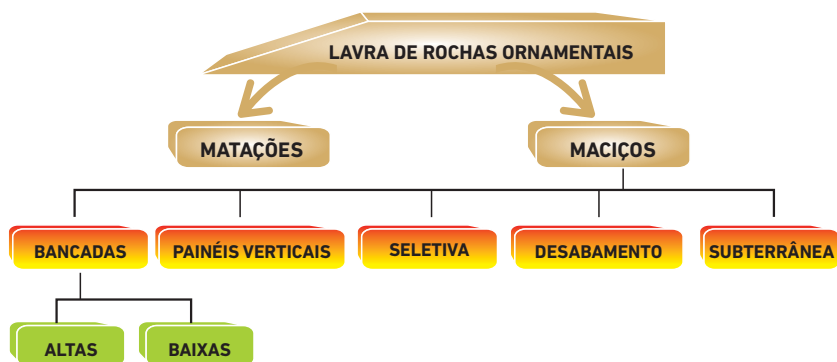 LAVRA DE ROCHAS ORNAMENTAIS
MATAÇÕES
MACIÇOS
BANCADAS
PAINÉIS VERTICAIS
SELETIVA
DESABAMENTO
SUBTERRÂNEA
ALTAS
BAIXAS